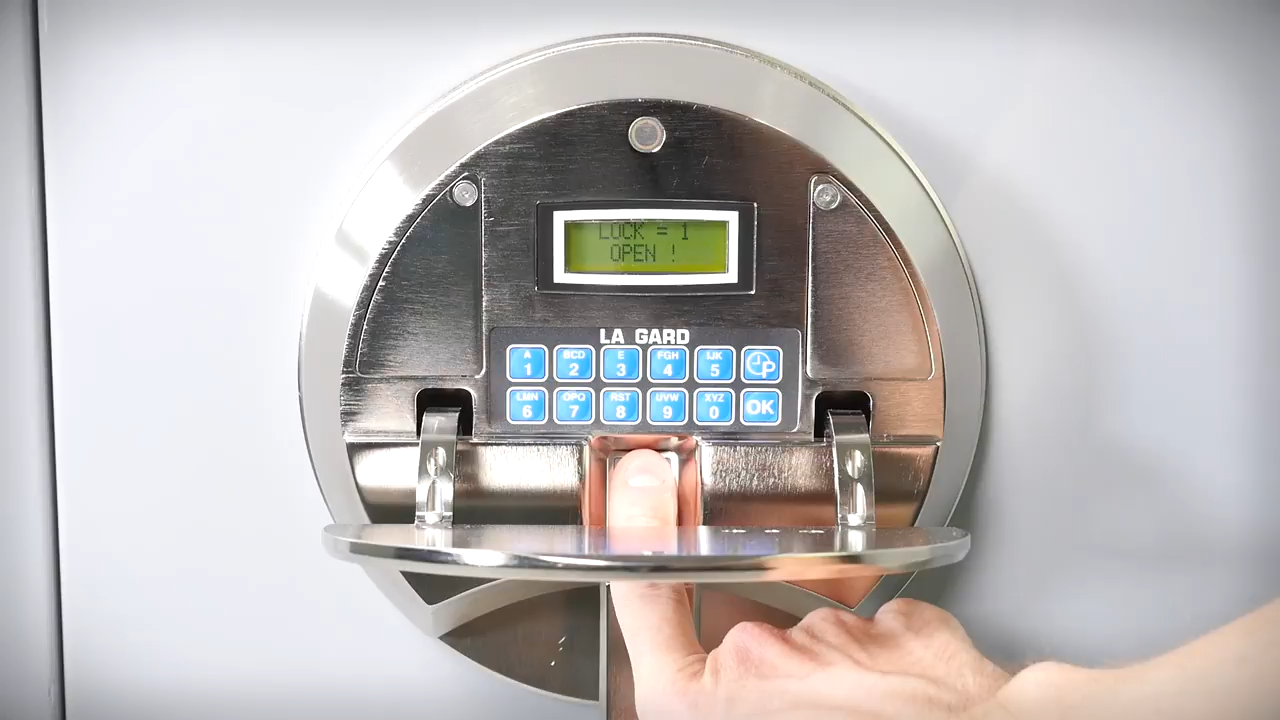 LOCK = 1
OPEN !
LA GARD
A BCD E FGH IJK
1 2 3 4 5 P
LMN OPQ RST UVW XYZ
6 7 8 9 0 OK